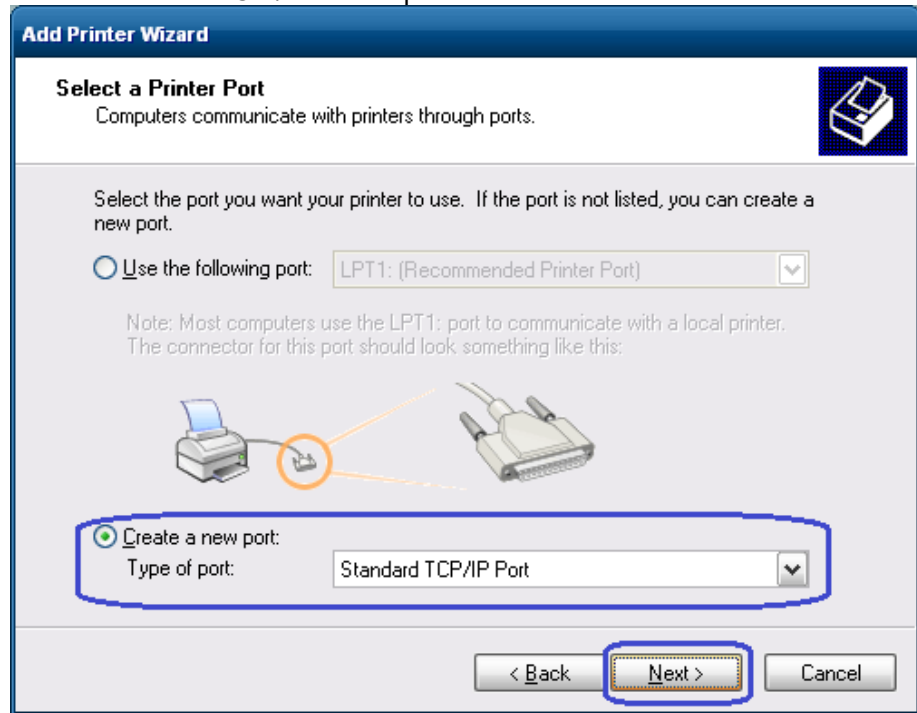 Add Printer Wizard
Select a Printer Port
Computers communicate with printers through ports.
Select the port you want your printer to use. If the port is not listed, you can create a
new port.
Use the following port: LPT1: (Recommended Printer Port)
Note: Most computers use the LPT1: port to communicate with a local printer.
The connector for this port should look something like this:
Create a new port:
Type of port: Standard TCP/IP Port
< Back Next > Cancel